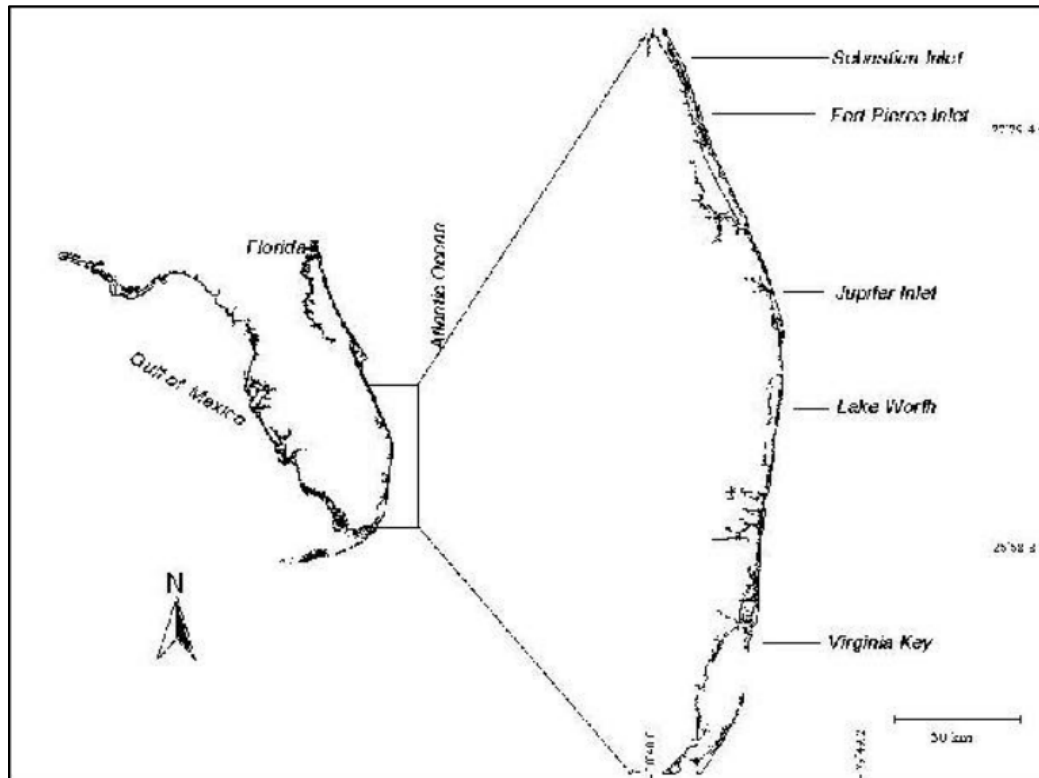 Sebastian Inlet
Fort Pierce Inlet
Florida
Atlantic Ocean
Jupiter Inlet
Gulf of Mexico
Lake Worth
N
Virginia Key
50 km